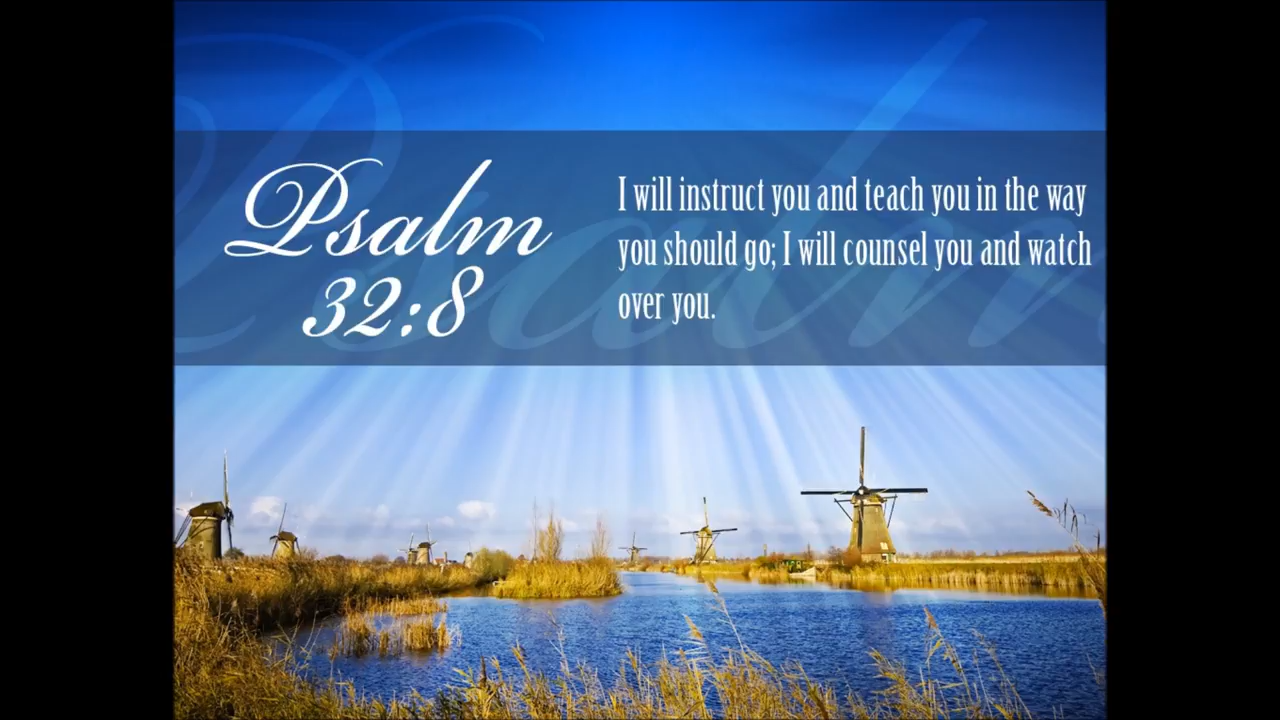 Psalm
32:8
I will instruct you and teach you in the way
you should go; I will counsel you and watch
over you.